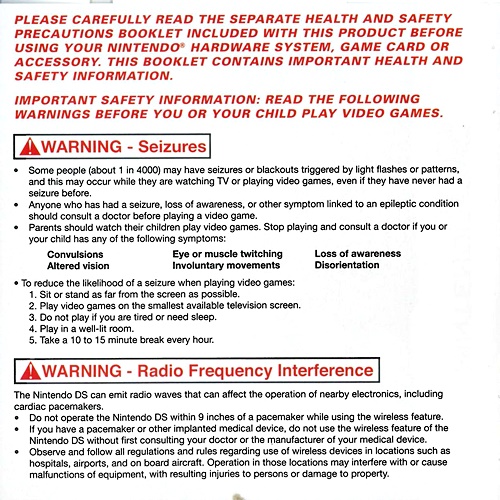 PLEASE CAREFULLY READ THE SEPARATE HEALTH AND SAFETY
PRECAUTIONS BOOKLET INCLUDED WITH THIS PRODUCT BEFORE
USING YOUR NINTENDO® HARDWARE SYSTEM, GAME CARD OR
ACCESSORY. THIS BOOKLET CONTAINS IMPORTANT HEALTH AND
SAFETY INFORMATION.
IMPORTANT SAFETY INFORMATION: READ THE FOLLOWING
WARNINGS BEFORE YOU OR YOUR CHILD PLAY VIDEO GAMES.
WARNING - Seizures
• Some people (about 1 in 4000) may have seizures or blackouts triggered by light flashes or patterns,
and this may occur while they are watching TV or playing video games, even if they have never had a
seizure before.
• Anyone who has had a seizure, loss of awareness, or other symptom linked to an epileptic condition
should consult a doctor before playing a video game.
• Parents should watch their children play video games. Stop playing and consult a doctor if you or
your child has any of the following symptoms:
Convulsions Eye or muscle twitching Loss of awareness
Altered vision Involuntary movements Disorientation
• To reduce the likelihood of a seizure when playing video games:
1. Sit or stand as far from the screen as possible.
2. Play video games on the smallest available television screen.
3. Do not play if you are tired or need sleep.
4. Play in a well-lit room.
5. Take a 10 to 15 minute break every hour.
WARNING - Radio Frequency Interference
The Nintendo DS can emit radio waves that can affect the operation of nearby electronics, including
cardiac pacemakers.
• Do not operate the Nintendo DS within 9 inches of a pacemaker while using the wireless feature.
• If you have a pacemaker or other implanted medical device, do not use the wireless feature of the
Nintendo DS without first consulting your doctor or the manufacturer of your medical device.
• Observe and follow all regulations and rules regarding use of wireless devices in locations such as
hospitals, airports, and on board aircraft. Operation in those locations may interfere with or cause
malfunctions of equipment, with resulting injuries to persons or damage to property.